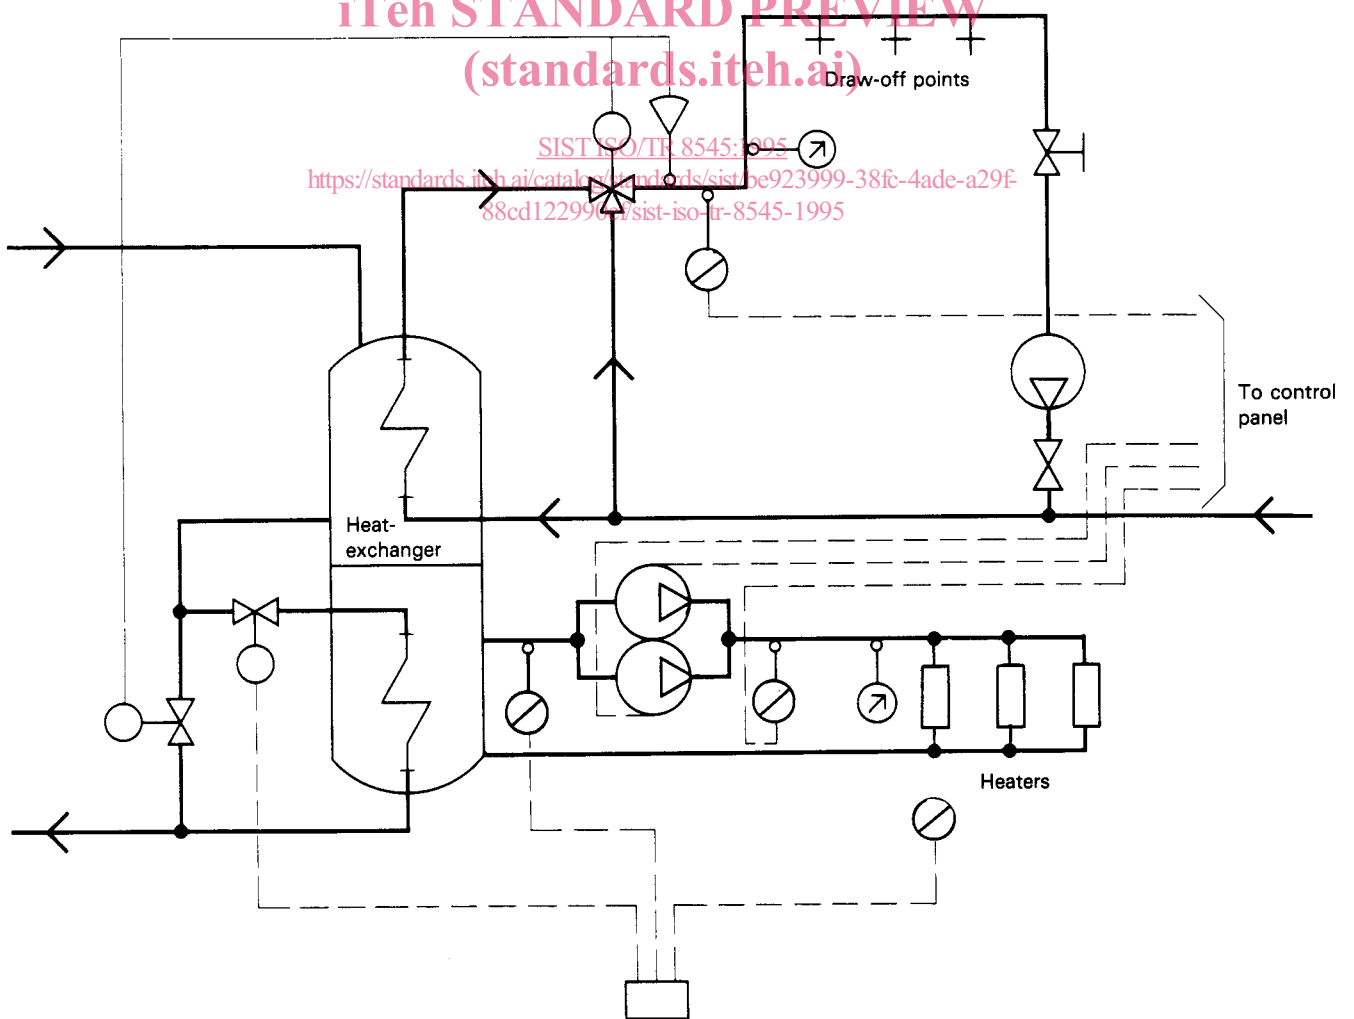 iTeh STANDARD PREVIEW
(standards.iteh.ai)
Draw-off points
SIST ISO/TR 8545:1995
https://standards.iteh.ai/catalog/standards/sist/be923999-38fc-4ade-a29f-
88cd122990ef/sist-iso-tr-8545-1995
To control
panel
Heat-
exchanger
Heaters